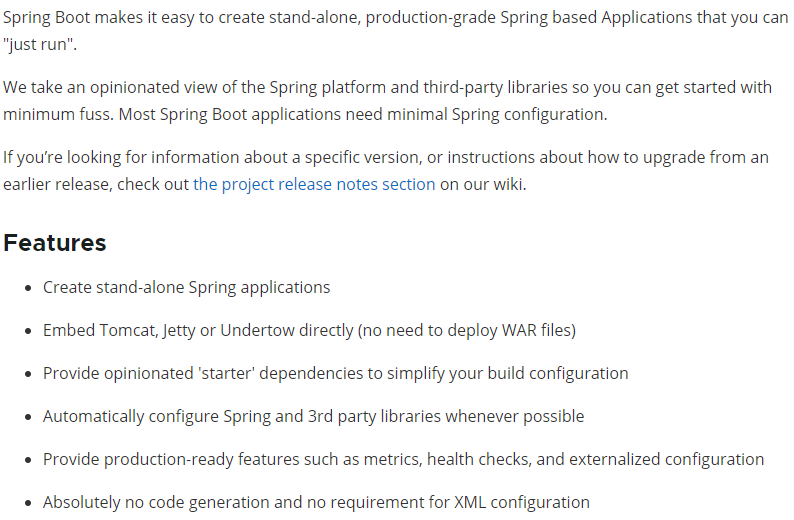 Spring Boot makes it easy to create stand-alone, production-grade Spring based Applications that you can
"just run".
We take an opinionated view of the Spring platform and third-party libraries so you can get started with
minimum fuss. Most Spring Boot applications need minimal Spring configuration.
If you’re looking for information about a specific version, or instructions about how to upgrade from an
earlier release, check out the project release notes section on our wiki.
Features
• Create stand-alone Spring applications
• Embed Tomcat, Jetty or Undertow directly (no need to deploy WAR files)
• Provide opinionated 'starter' dependencies to simplify your build configuration
• Automatically configure Spring and 3rd party libraries whenever possible
• Provide production-ready features such as metrics, health checks, and externalized configuration
• Absolutely no code generation and no requirement for XML configuration